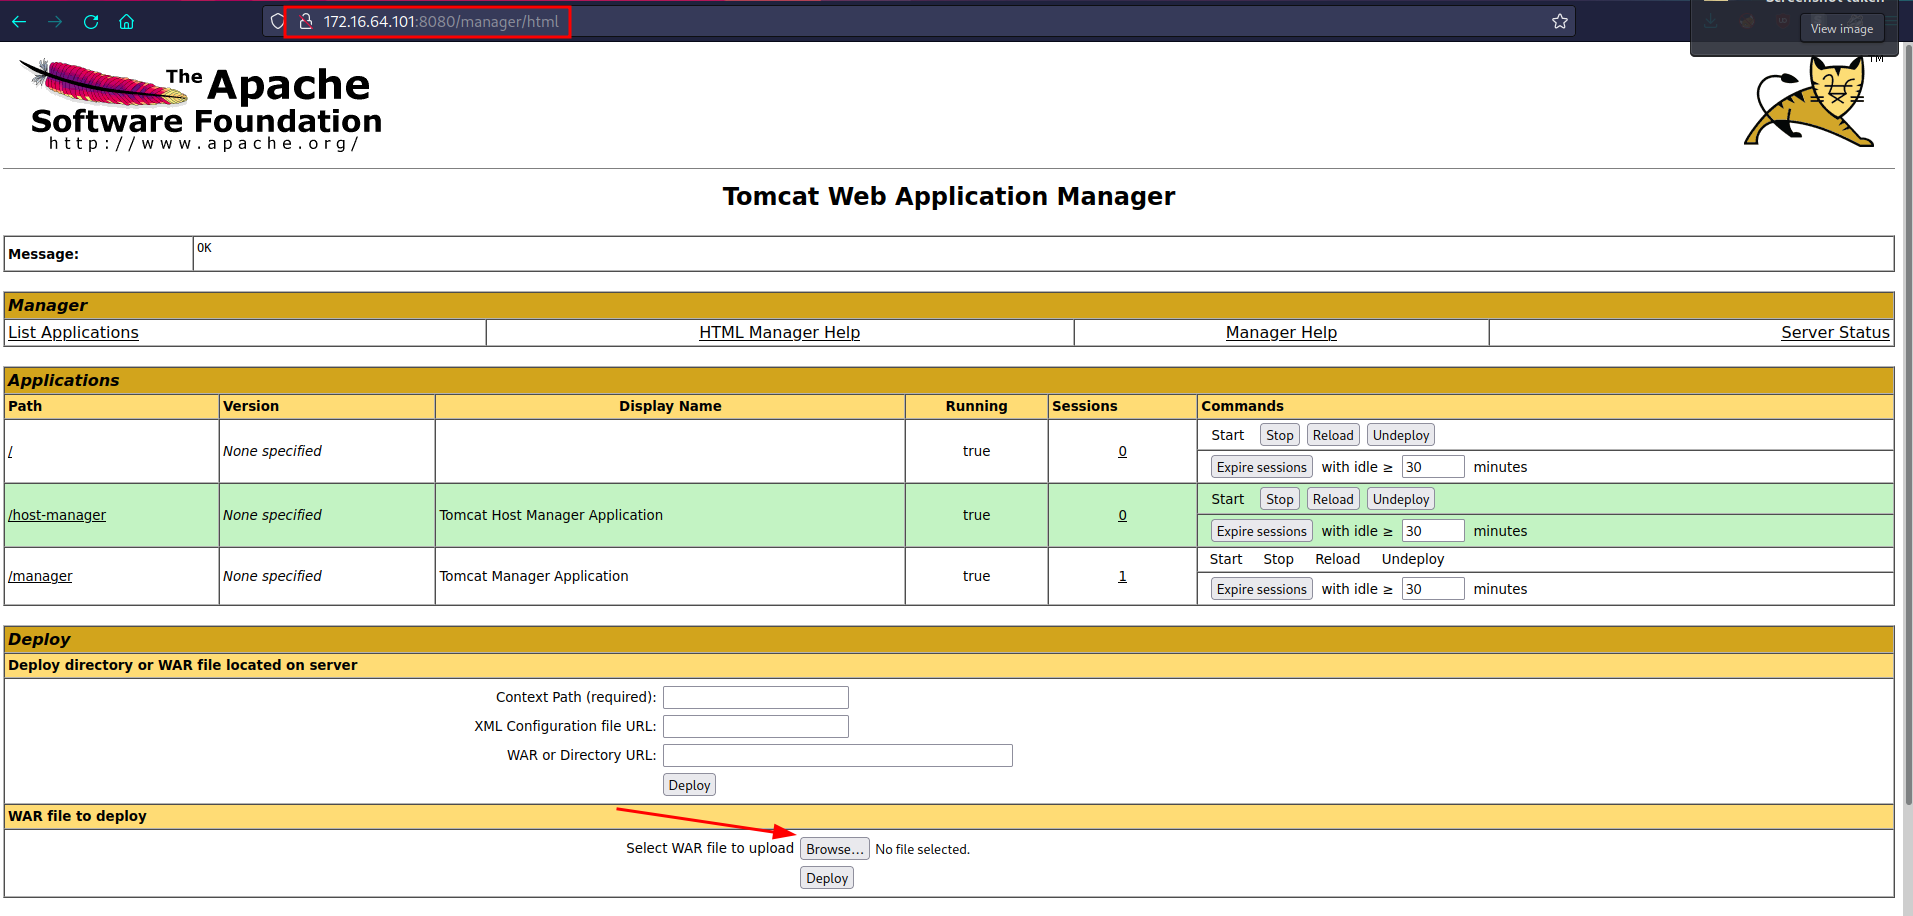 172.16.64.101:8080/manager/html
Screenshot taken
View image
The Apache
Software Foundation
http://www.apache.org/
TM
Tomcat Web Application Manager
Message: OK
Manager
List Applications HTML Manager Help Manager Help Server Status
Applications
Path Version Display Name Running Sessions Commands
/ None specified true 0 Start Stop Reload Undeploy
Expire sessions with idle ≥ 30 minutes
/host-manager None specified Tomcat Host Manager Application true 0 Start Stop Reload Undeploy
Expire sessions with idle ≥ 30 minutes
/manager None specified Tomcat Manager Application true 1 Start Stop Reload Undeploy
Expire sessions with idle ≥ 30 minutes
Deploy
Deploy directory or WAR file located on server
Context Path (required):
XML Configuration file URL:
WAR or Directory URL:
Deploy
WAR file to deploy
Select WAR file to upload Browse... No file selected.
Deploy